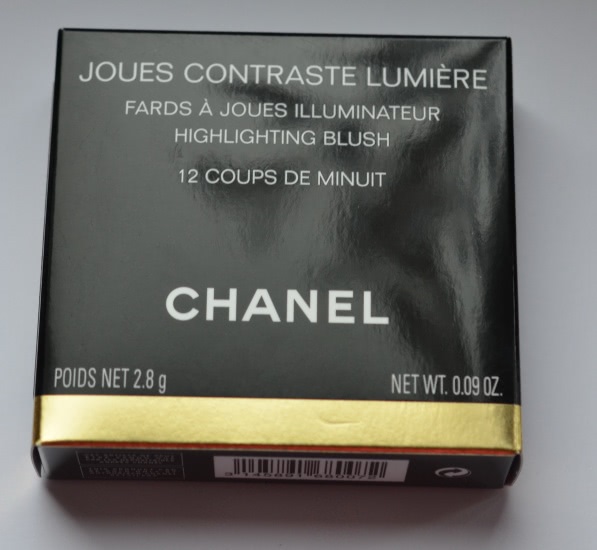 JOUES CONTRASTE LUMIÈRE
FARDS À JOUES ILLUMINATEUR
HIGHLIGHTING BLUSH
12 COUPS DE MINUIT
CHANEL
POIDS NET 2.8 g NET WT. 0.09 OZ.